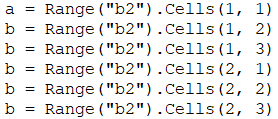 a = Range("b2").Cells(1, 1)
b = Range("b2").Cells(1, 2)
b = Range("b2").Cells(1, 3)
b = Range("b2").Cells(2, 1)
b = Range("b2").Cells(2, 2)
b = Range("b2").Cells(2, 3)